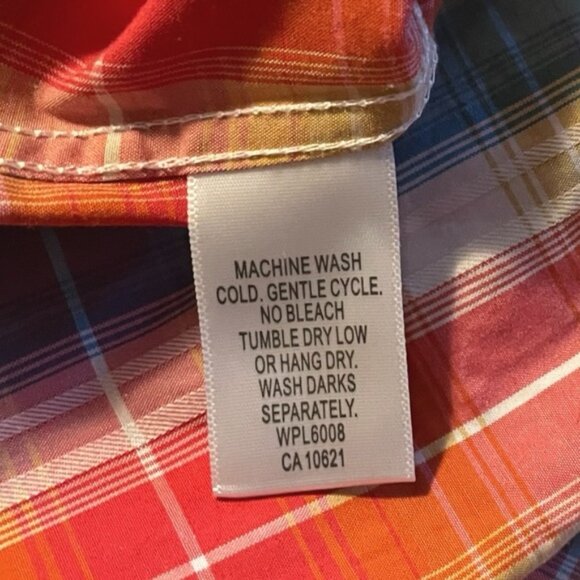 MACHINE WASH
COLD. GENTLE CYCLE.
NO BLEACH
TUMBLE DRY LOW
OR HANG DRY.
WASH DARKS
SEPARATELY.
WPL6008
CA 10621